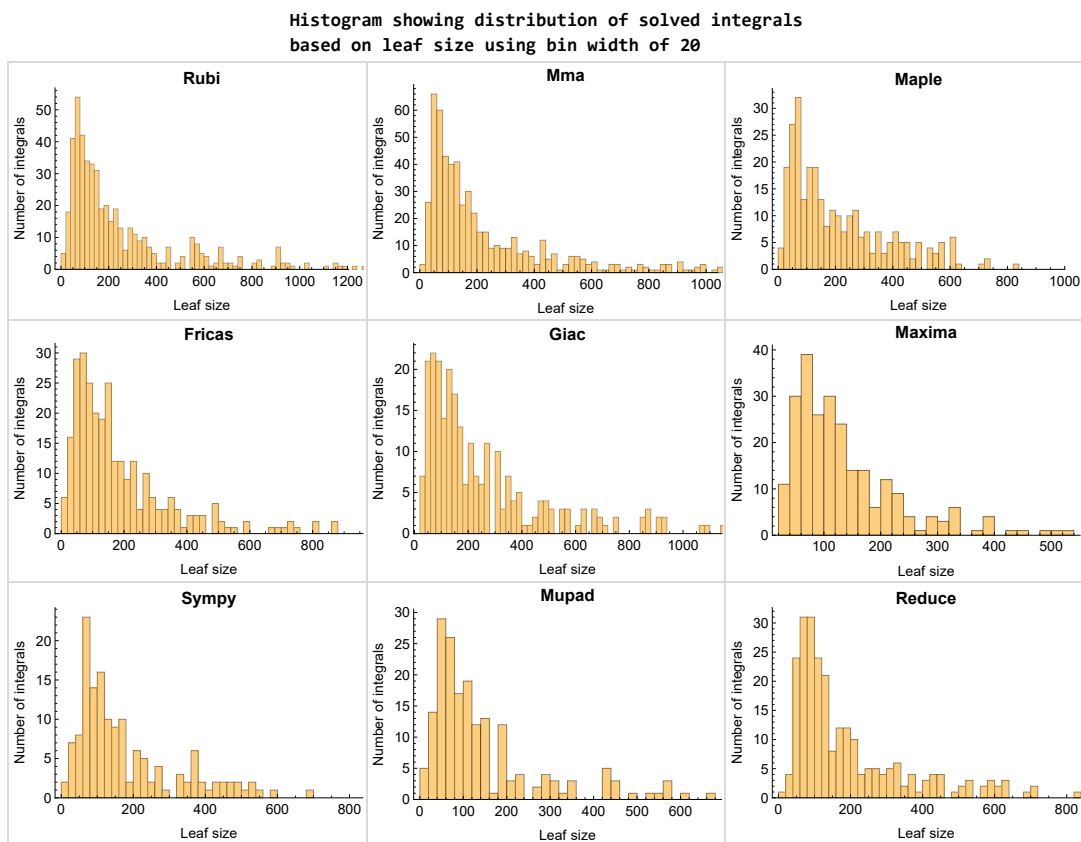 Histogram showing distribution of solved integrals
based on leaf size using bin width of 20
Rubi
Number of integrals
50
40
30
20
10
0
0 200 400 600 800 1000 1200
Leaf size
Mma
Number of integrals
60
50
40
30
20
10
0
0 200 400 600 800 1000
Leaf size
Maple
Number of integrals
30
25
20
15
10
5
0
0 200 400 600 800 1000
Leaf size
Fricas
Number of integrals
30
25
20
15
10
5
0
0 200 400 600 800
Leaf size
Giac
Number of integrals
20
15
10
5
0
0 200 400 600 800 1000
Leaf size
Maxima
Number of integrals
40
30
20
10
0
100 200 300 400 500
Leaf size
Sympy
Number of integrals
20
15
10
5
0
0 200 400 600 800
Leaf size
Mupad
Number of integrals
30
25
20
15
10
5
0
0 100 200 300 400 500 600
Leaf size
Reduce
Number of integrals
30
25
20
15
10
5
0
0 200 400 600 800
Leaf size